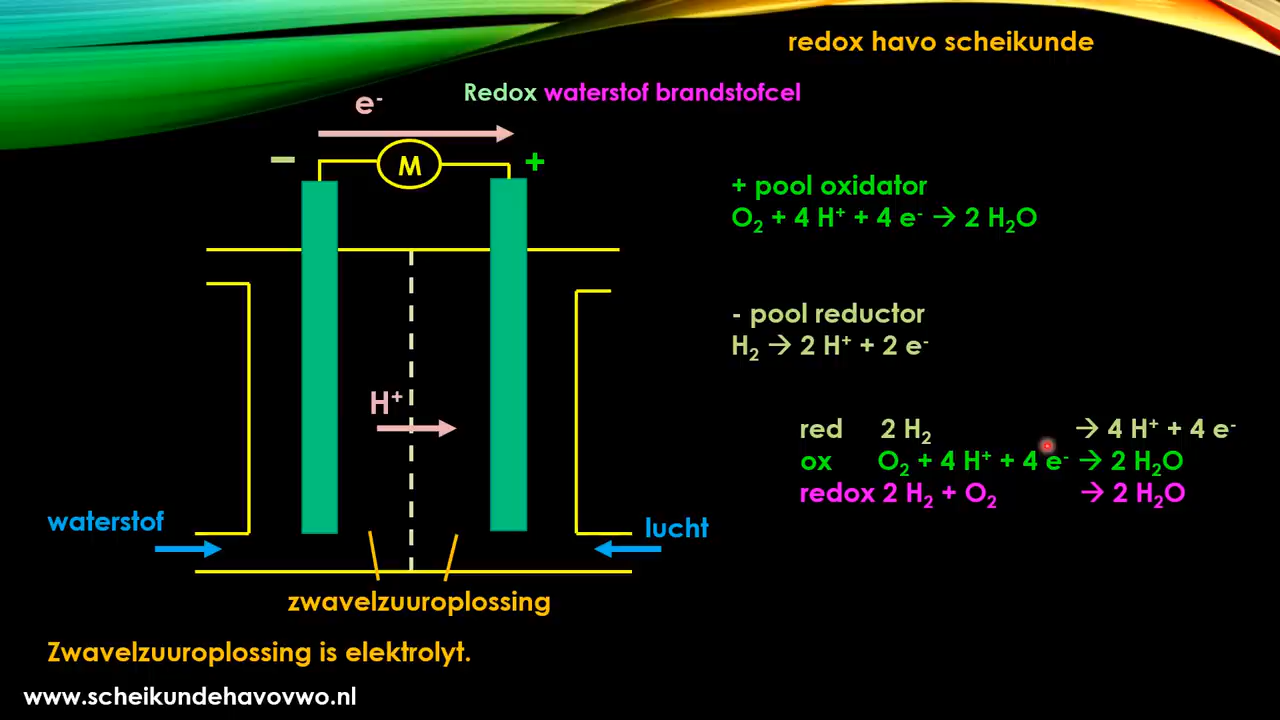 redox havo scheikunde
Redox waterstof brandstofcel
e⁻
– M +
+ pool oxidator
O₂ + 4 H⁺ + 4 e⁻ → 2 H₂O
- pool reductor
H₂ → 2 H⁺ + 2 e⁻
H⁺
red 2 H₂ → 4 H⁺ + 4 e⁻
ox O₂ + 4 H⁺ + 4 e⁻ → 2 H₂O
redox 2 H₂ + O₂ → 2 H₂O
waterstof
lucht
zwavelzuuroplossing
Zwavelzuuroplossing is elektrolyt.
www.scheikundehavovwo.nl